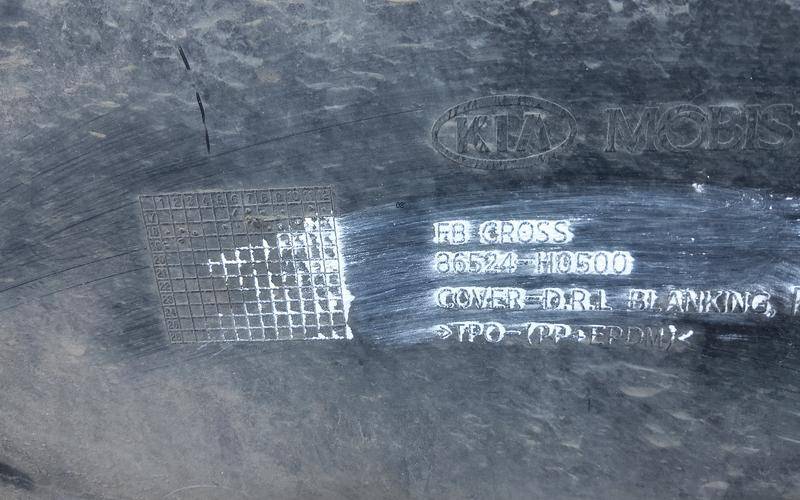 KIA MOBIS
FB CROSS
86524-H0500
COVER-D.R.L BLANKING,
>TPO-(PP+EPDM)<